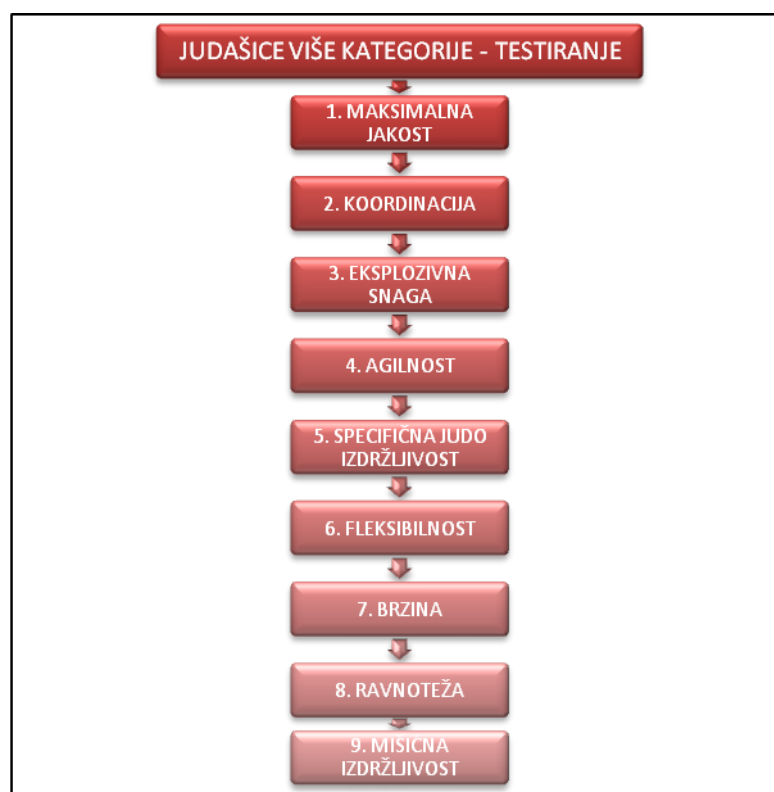 JUDAŠICE VIŠE KATEGORIJE - TESTIRANJE
1. MAKSIMALNA
JAKOST
2. KOORDINACIJA
3. EKSPLOZIVNA
SNAGA
4. AGILNOST
5. SPECIFIČNA JUDO
IZDRŽLJIVOST
6. FLEKSIBILNOST
7. BRZINA
8. RAVNOTEŽA
9. MIŠIĆNA
IZDRŽLJIVOST